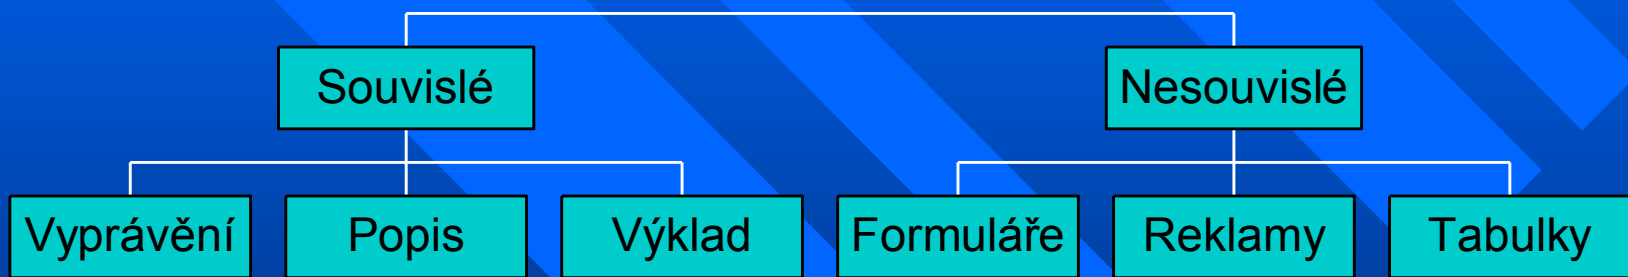 Souvislé
Nesouvislé
Vyprávění
Popis
Výklad
Formuláře
Reklamy
Tabulky